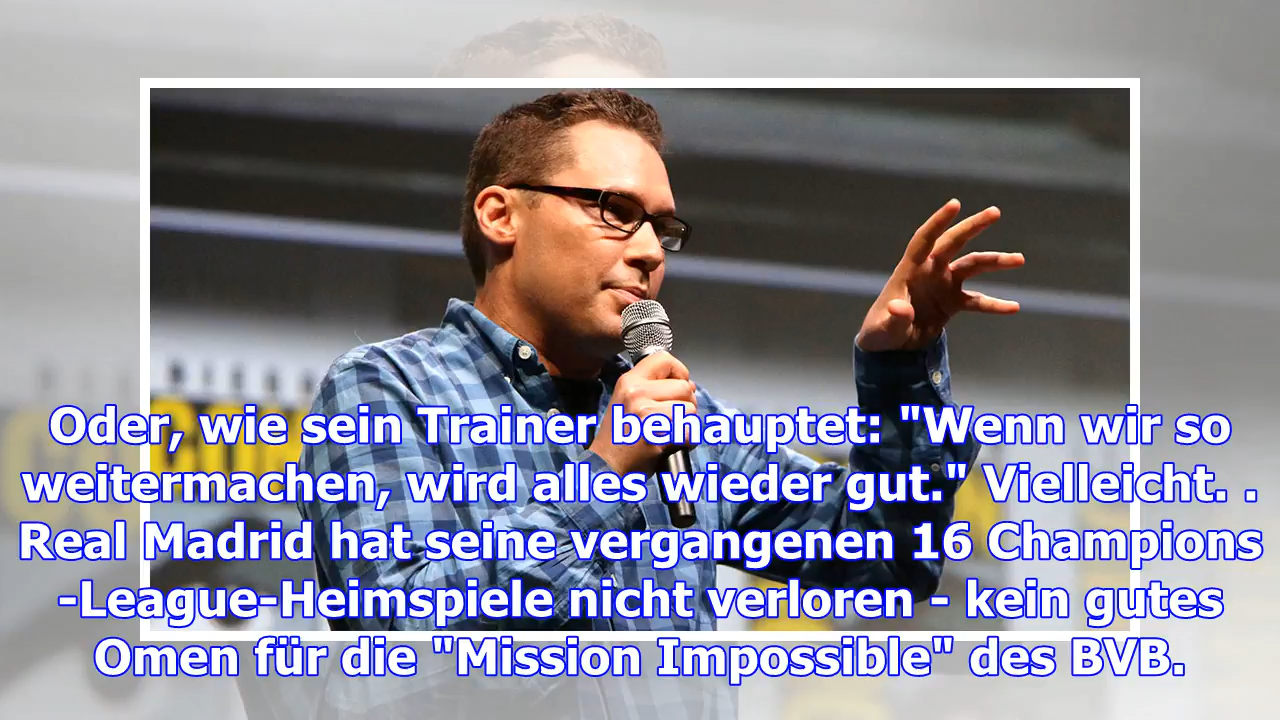 Oder, wie sein Trainer behauptet: "Wenn wir so
weitermachen, wird alles wieder gut." Vielleicht. .
Real Madrid hat seine vergangenen 16 Champions
-League-Heimspiele nicht verloren - kein gutes
Omen für die "Mission Impossible" des BVB.